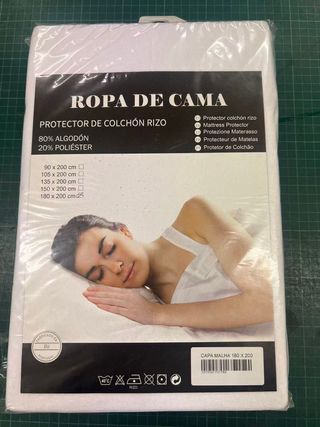 ROPA DE CAMA
PROTECTOR DE COLCHÓN RIZO
80% ALGODÓN
20% POLIÉSTER
Protector colchón rizo
Mattress Protector
Protezione Materasso
Protecteur de Matelas
Protetor de Colchão
90 x 200 cm
105 x 200 cm
135 x 200 cm
150 x 200 cm
180 x 200 cm
EU
CAPA MALHA 180 X 200